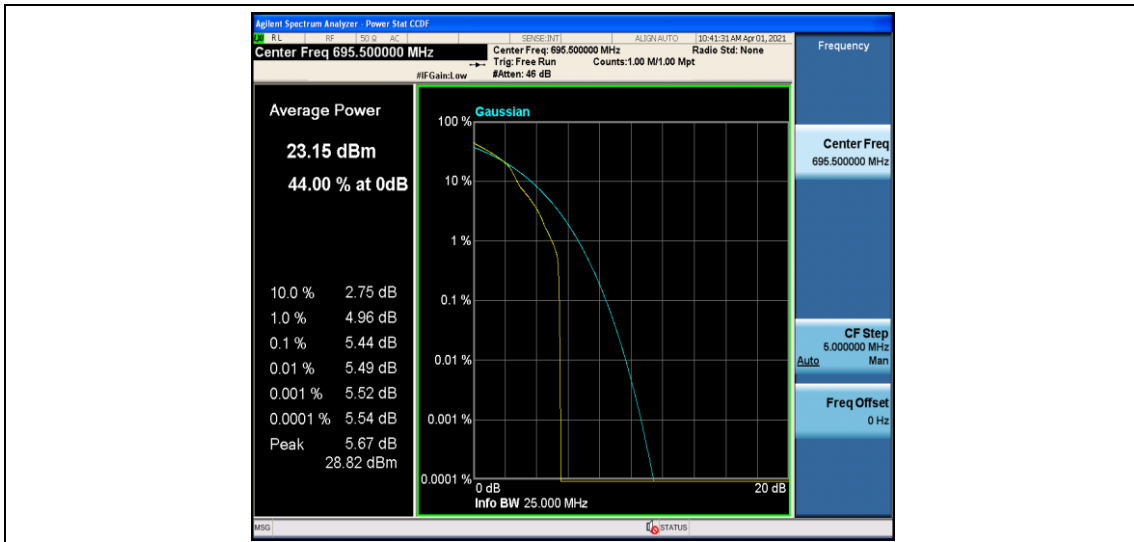 Agilent Spectrum Analyzer - Power Stat CCDF
LXI RL RF 50 Ω AC SENSE:INT ALIGN AUTO 10:41:31 AM Apr 01, 2021
Center Freq 695.500000 MHz
Center Freq: 695.500000 MHz Radio Std: None
Trig: Free Run Counts:1.00 M/1.00 Mpt
#IFGain:Low #Atten: 46 dB
Frequency
Average Power
23.15 dBm
44.00 % at 0dB
10.0 % 2.75 dB
1.0 % 4.96 dB
0.1 % 5.44 dB
0.01 % 5.49 dB
0.001 % 5.52 dB
0.0001 % 5.54 dB
Peak 5.67 dB
28.82 dBm
Gaussian
100 %
10 %
1 %
0.1 %
0.01 %
0.001 %
0.0001 %
0 dB 20 dB
Info BW 25.000 MHz
Center Freq
695.500000 MHz
CF Step
5.000000 MHz
Auto Man
Freq Offset
0 Hz
MSG STATUS